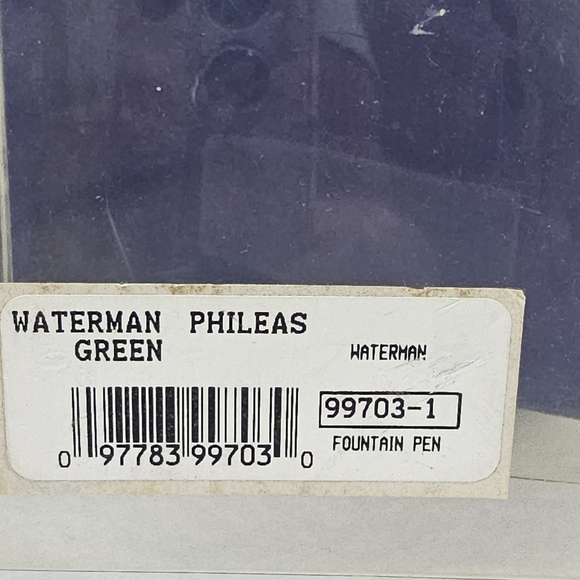 WATERMAN PHILEAS
GREEN
WATERMAN
99703-1
FOUNTAIN PEN
0 97783 99703 0